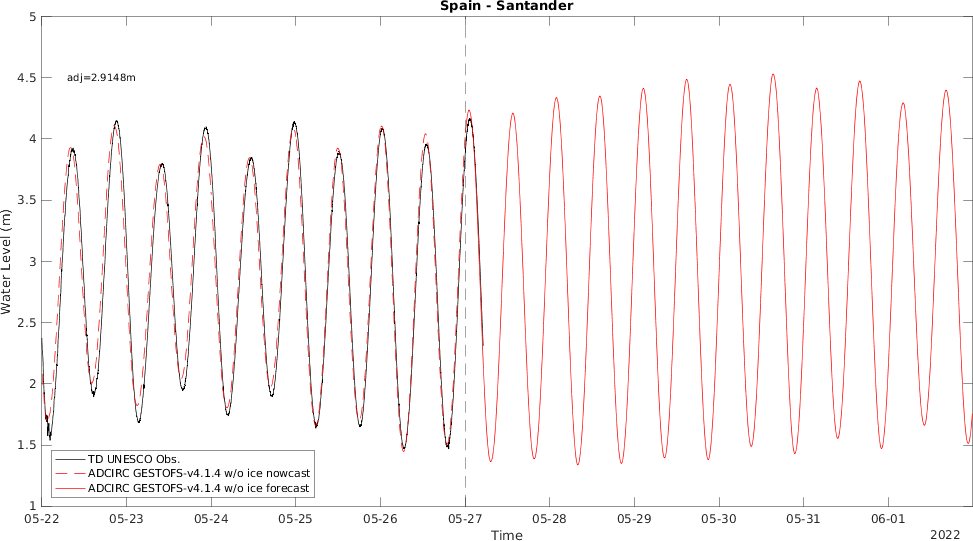 Spain - Santander
5
4.5
4
3.5
3
2.5
2
1.5
1
adj=2.9148m
Water Level (m)
TD UNESCO Obs.
ADCIRC GESTOFS-v4.1.4 w/o ice nowcast
ADCIRC GESTOFS-v4.1.4 w/o ice forecast
05-22 05-23 05-24 05-25 05-26 05-27 05-28 05-29 05-30 05-31 06-01
Time
2022